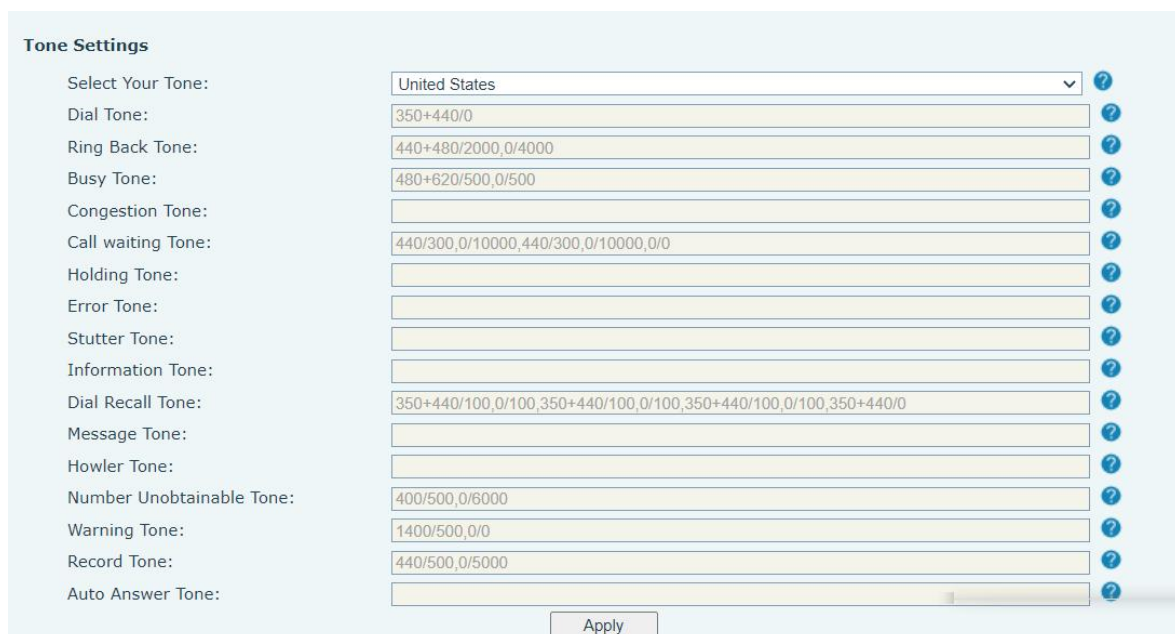 Tone Settings
Select Your Tone: United States
Dial Tone: 350+440/0
Ring Back Tone: 440+480/2000,0/4000
Busy Tone: 480+620/500,0/500
Congestion Tone:
Call waiting Tone: 440/300,0/10000,440/300,0/10000,0/0
Holding Tone:
Error Tone:
Stutter Tone:
Information Tone:
Dial Recall Tone: 350+440/100,0/100,350+440/100,0/100,350+440/100,0/100,350+440/0
Message Tone:
Howler Tone:
Number Unobtainable Tone: 400/500,0/6000
Warning Tone: 1400/500,0/0
Record Tone: 440/500,0/5000
Auto Answer Tone:
Apply